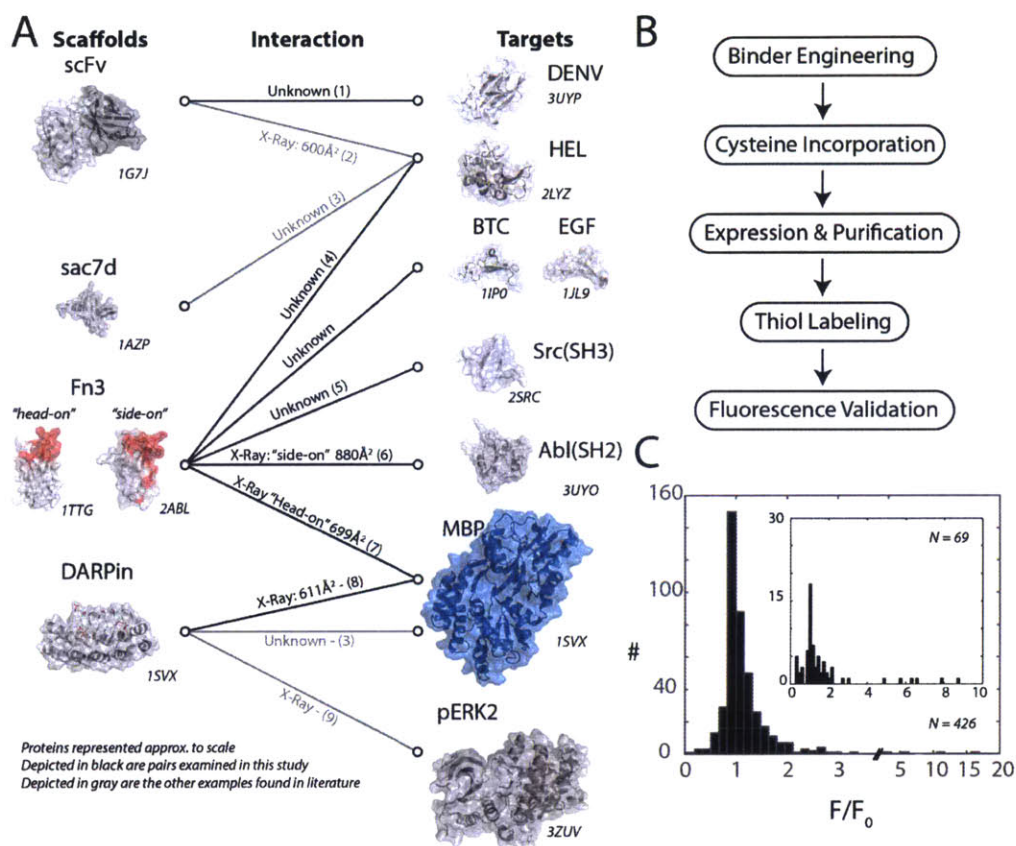 A
Scaffolds
Interaction
Targets
scFv
1G7J
sac7d
1AZP
Fn3
"head-on"
"side-on"
1TTG
2ABL
DARPin
1SVX
Unknown (1)
X-Ray: 600Å² (2)
Unknown (3)
Unknown (4)
Unknown
Unknown (5)
X-Ray: "side-on" 880Å² (6)
X-Ray "Head-on" 699Å² (7)
X-Ray: 611Å² - (8)
Unknown - (3)
X-Ray - (9)
DENV
3UYP
HEL
2LYZ
BTC
EGF
1IP0
1JL9
Src(SH3)
2SRC
Abl(SH2)
3UYO
MBP
1SVX
pERK2
3ZUV
Proteins represented approx. to scale
Depicted in black are pairs examined in this study
Depicted in gray are the other examples found in literature
B
Binder Engineering
Cysteine Incorporation
Expression & Purification
Thiol Labeling
Fluorescence Validation
C
160
100
40
0
#
0 1 2 3 5 10 15 20
F/F₀
N = 426
30
15
0
0 2 4 6 8 10
N = 69